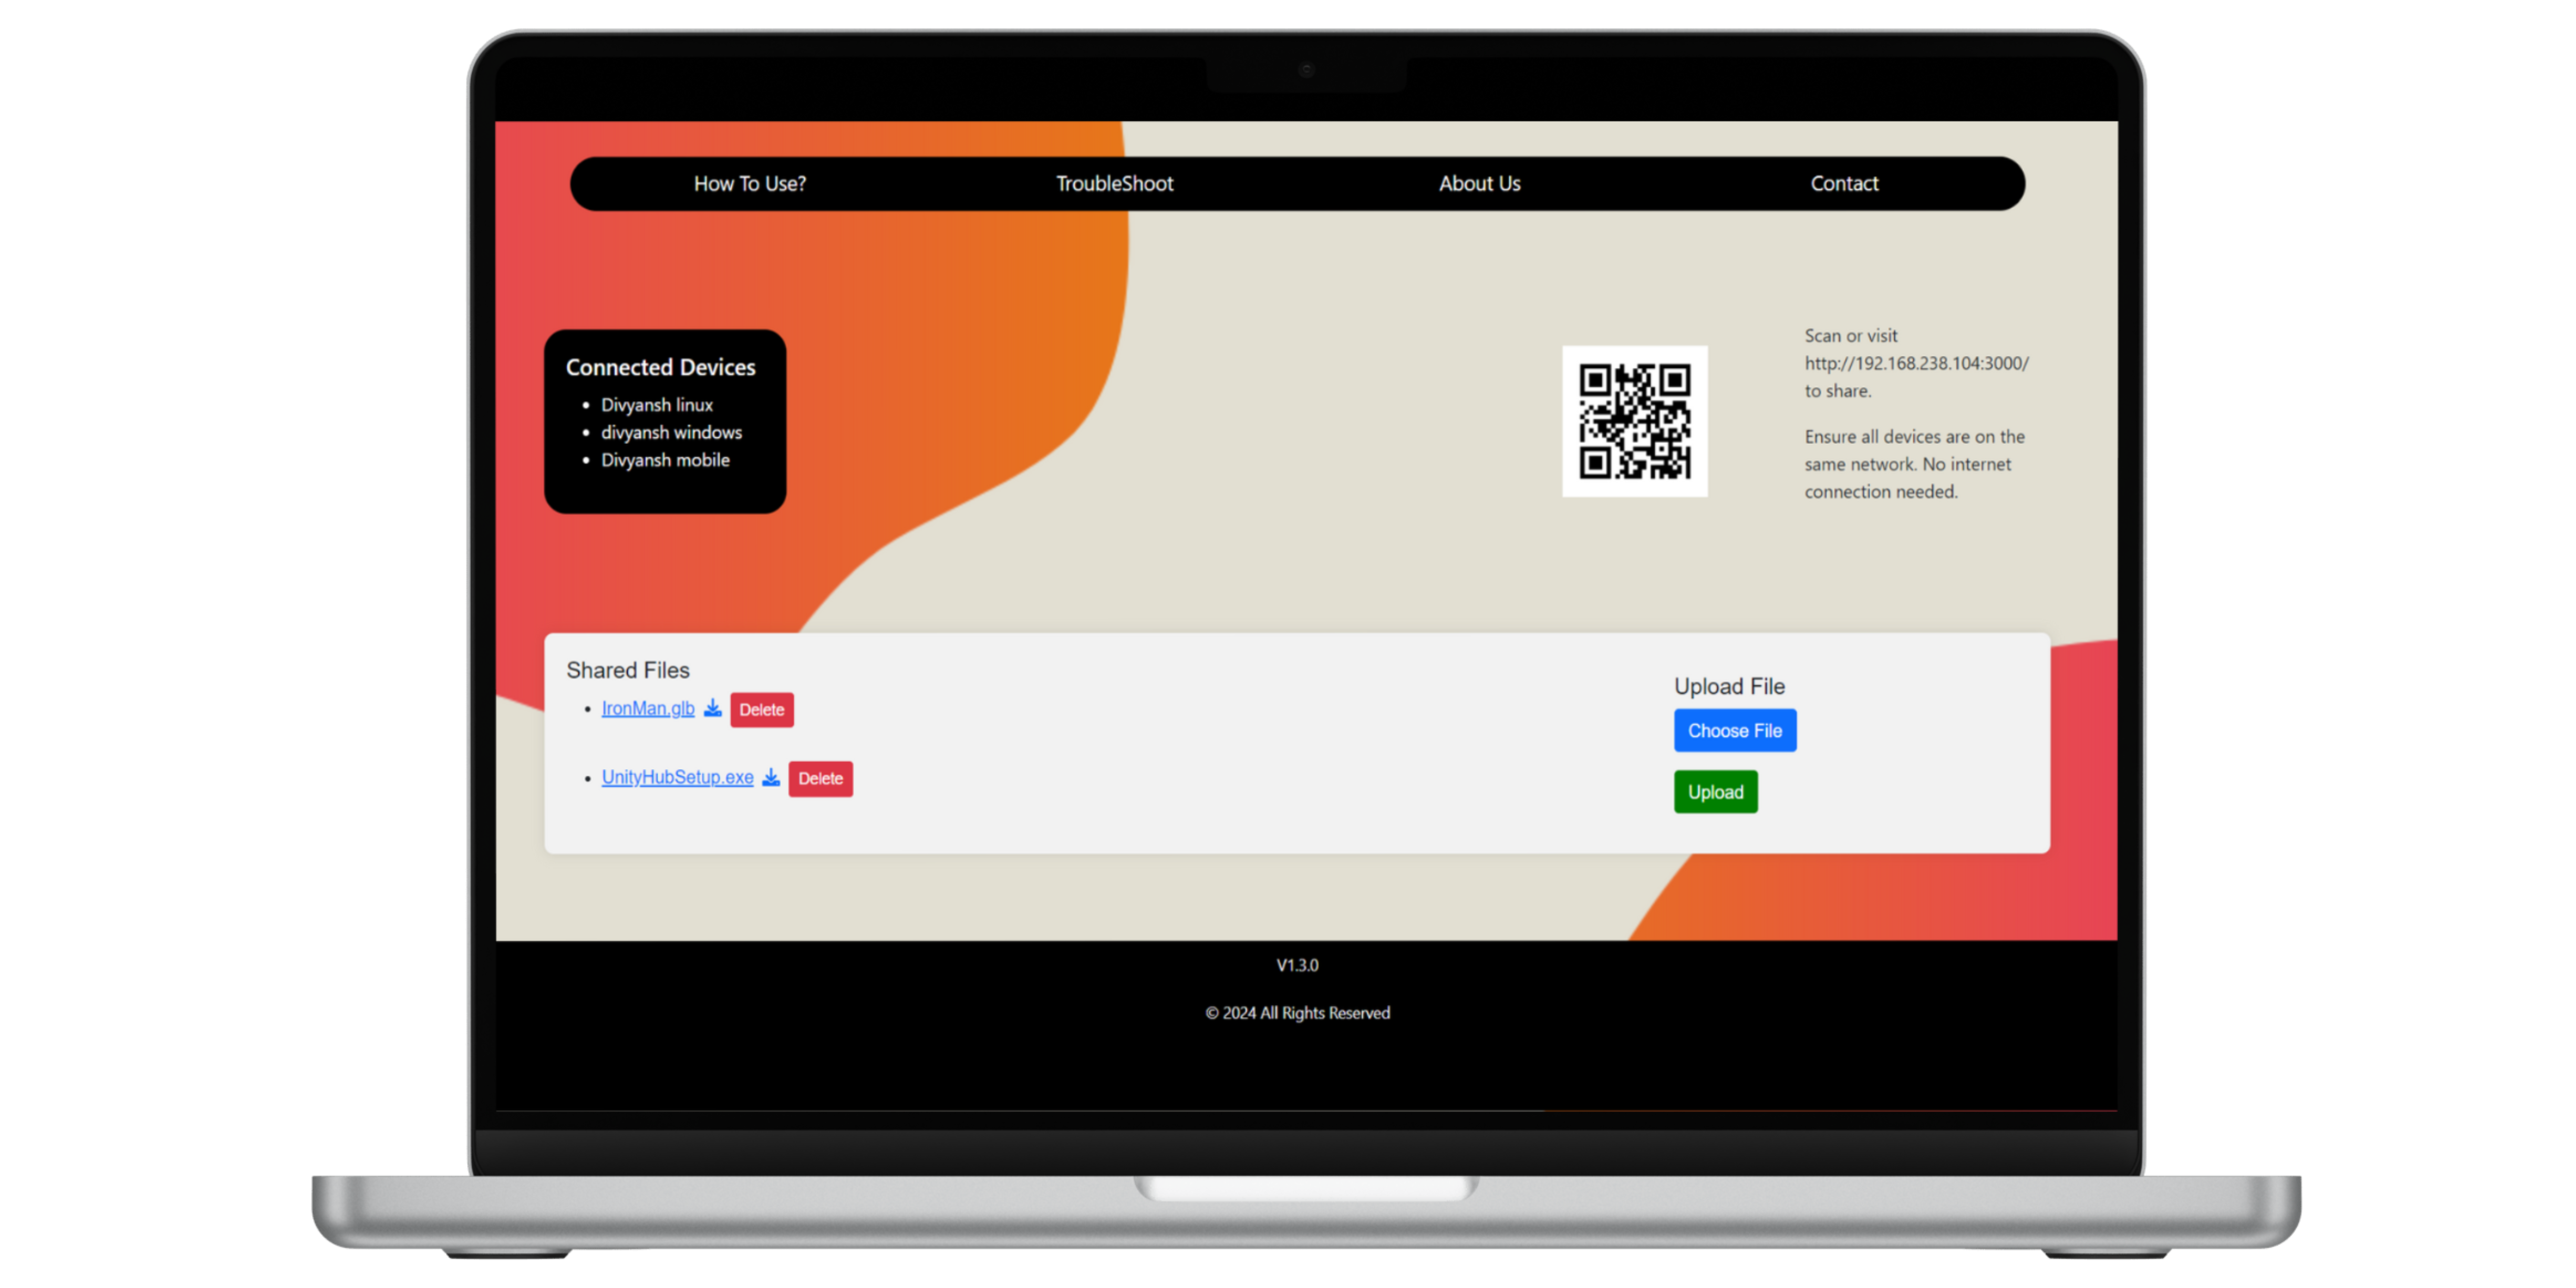 How To Use? TroubleShoot About Us Contact
Connected Devices
Divyansh linux
divyansh windows
Divyansh mobile
Scan or visit
http://192.168.238.104:3000/
to share.
Ensure all devices are on the
same network. No internet
connection needed.
Shared Files
IronMan.glb Delete
UnityHubSetup.exe Delete
Upload File
Choose File
Upload
V1.3.0
© 2024 All Rights Reserved